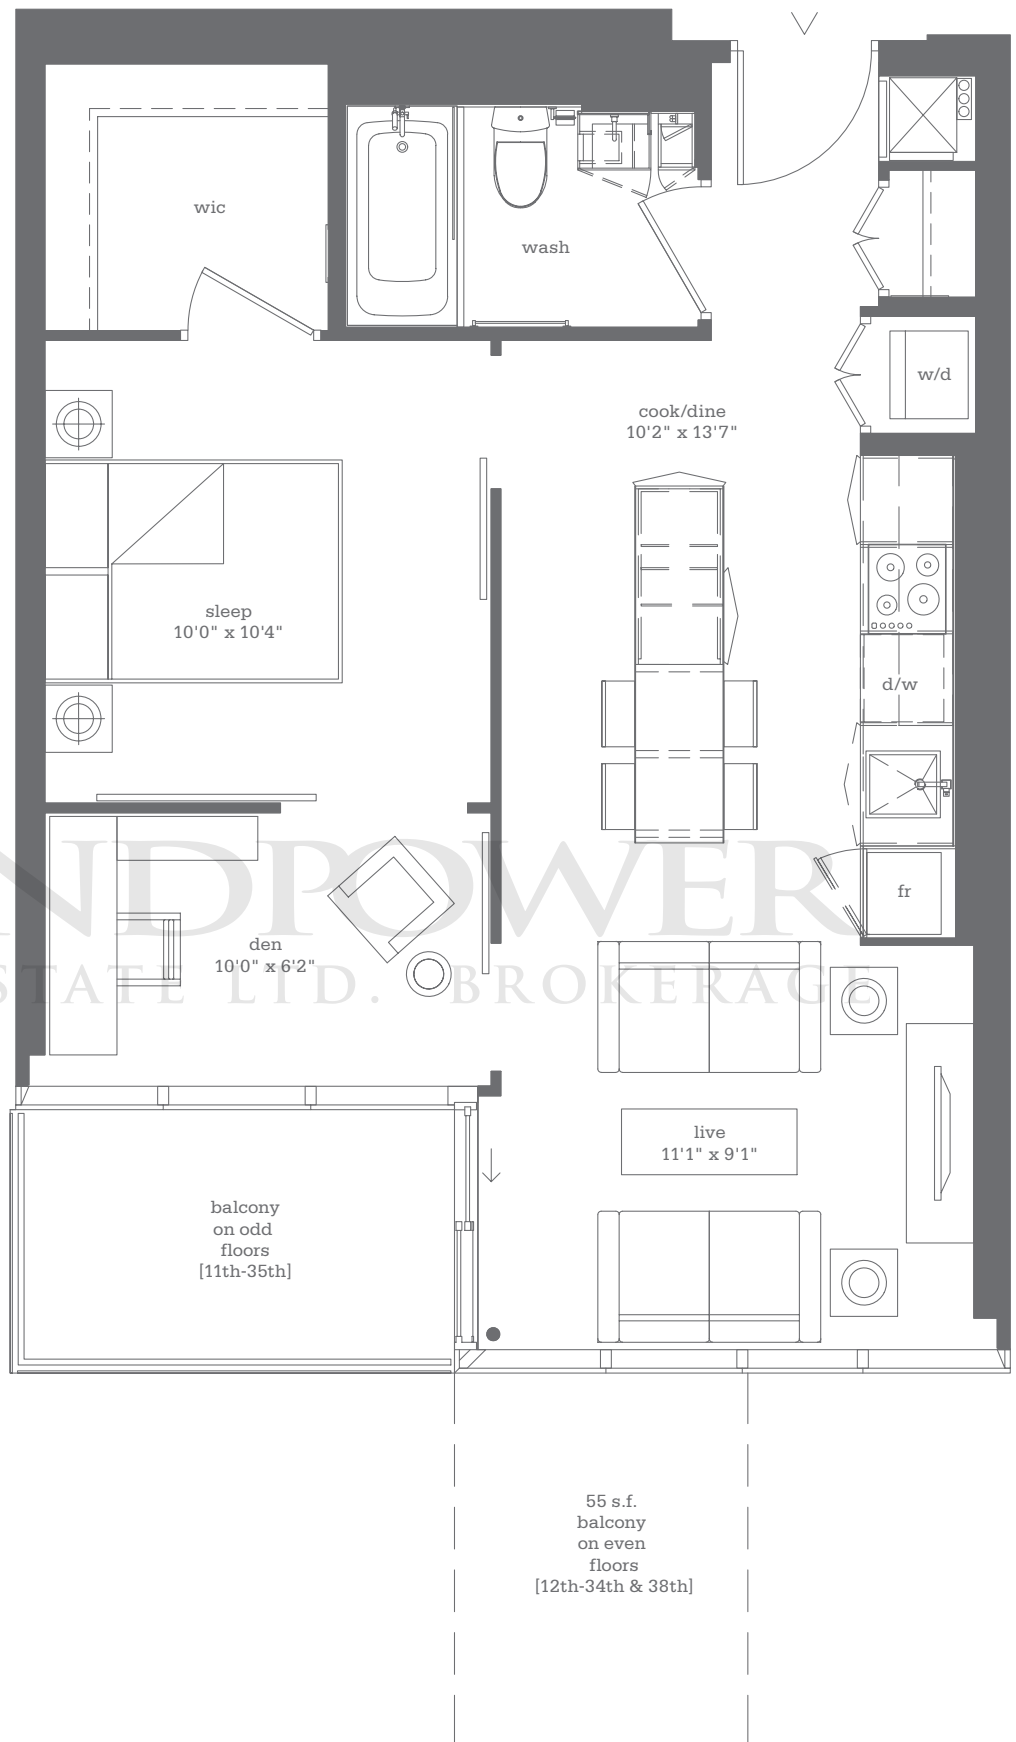 wic
wash
w/d
cook/dine
10'2" x 13'7"
sleep
10'0" x 10'4"
d/w
fr
NDPOWER
den
10'0" x 6'2"
STATE LTD. BROKERAGE
live
11'1" x 9'1"
balcony
on odd
floors
[11th-35th]
55 s.f.
balcony
on even
floors
[12th-34th & 38th]